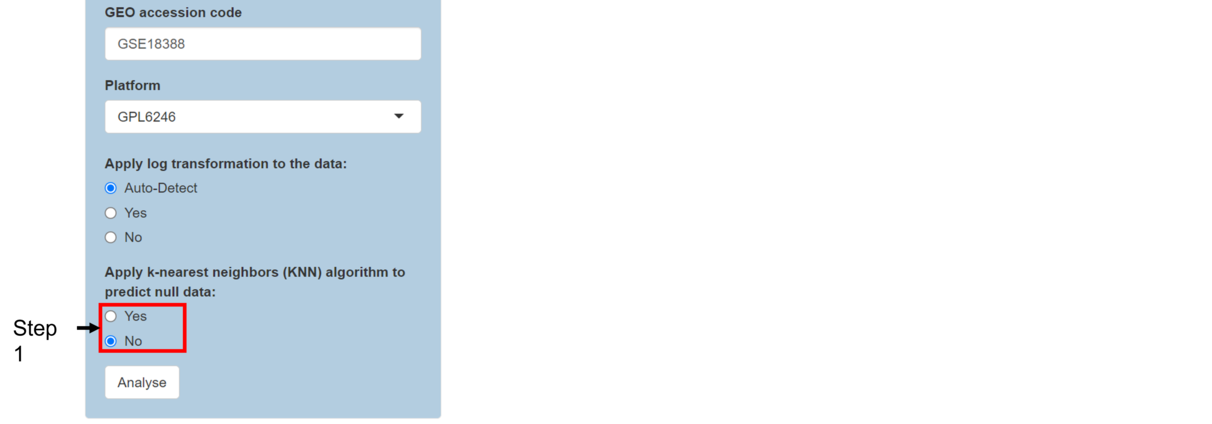 GEO accession code
GSE18388
Platform
GPL6246
Apply log transformation to the data:
Auto-Detect
Yes
No
Apply k-nearest neighbors (KNN) algorithm to
predict null data:
Yes
No
Step
1
Analyse